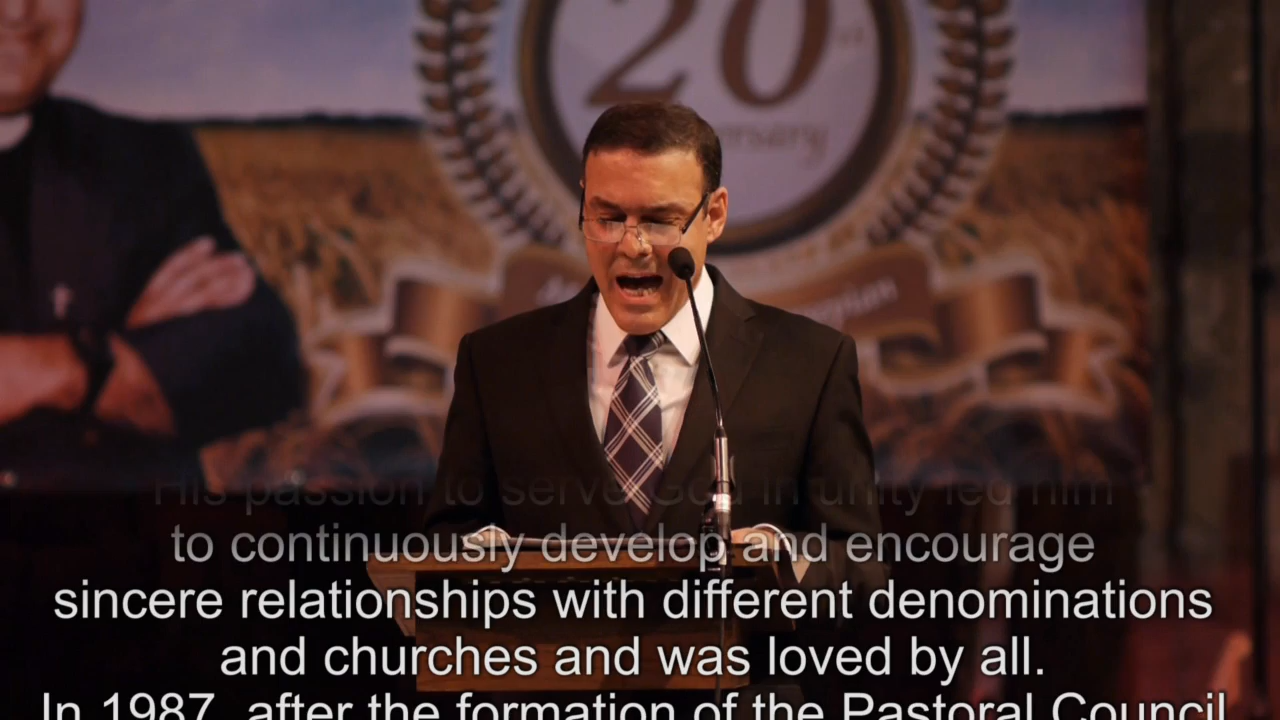 20
His passion to serve God in unity led him
to continuously develop and encourage
sincere relationships with different denominations
and churches and was loved by all.
In 1987, after the formation of the Pastoral Council